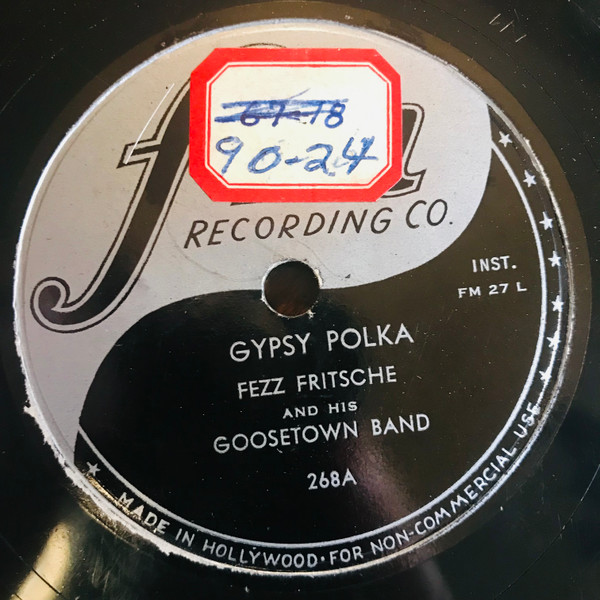 67-18
90-24
RECORDING CO.
INST.
FM 27 L
GYPSY POLKA
FEZZ FRITSCHE
AND HIS
GOOSETOWN BAND
268A
MADE IN HOLLYWOOD · FOR NON-COMMERCIAL USE